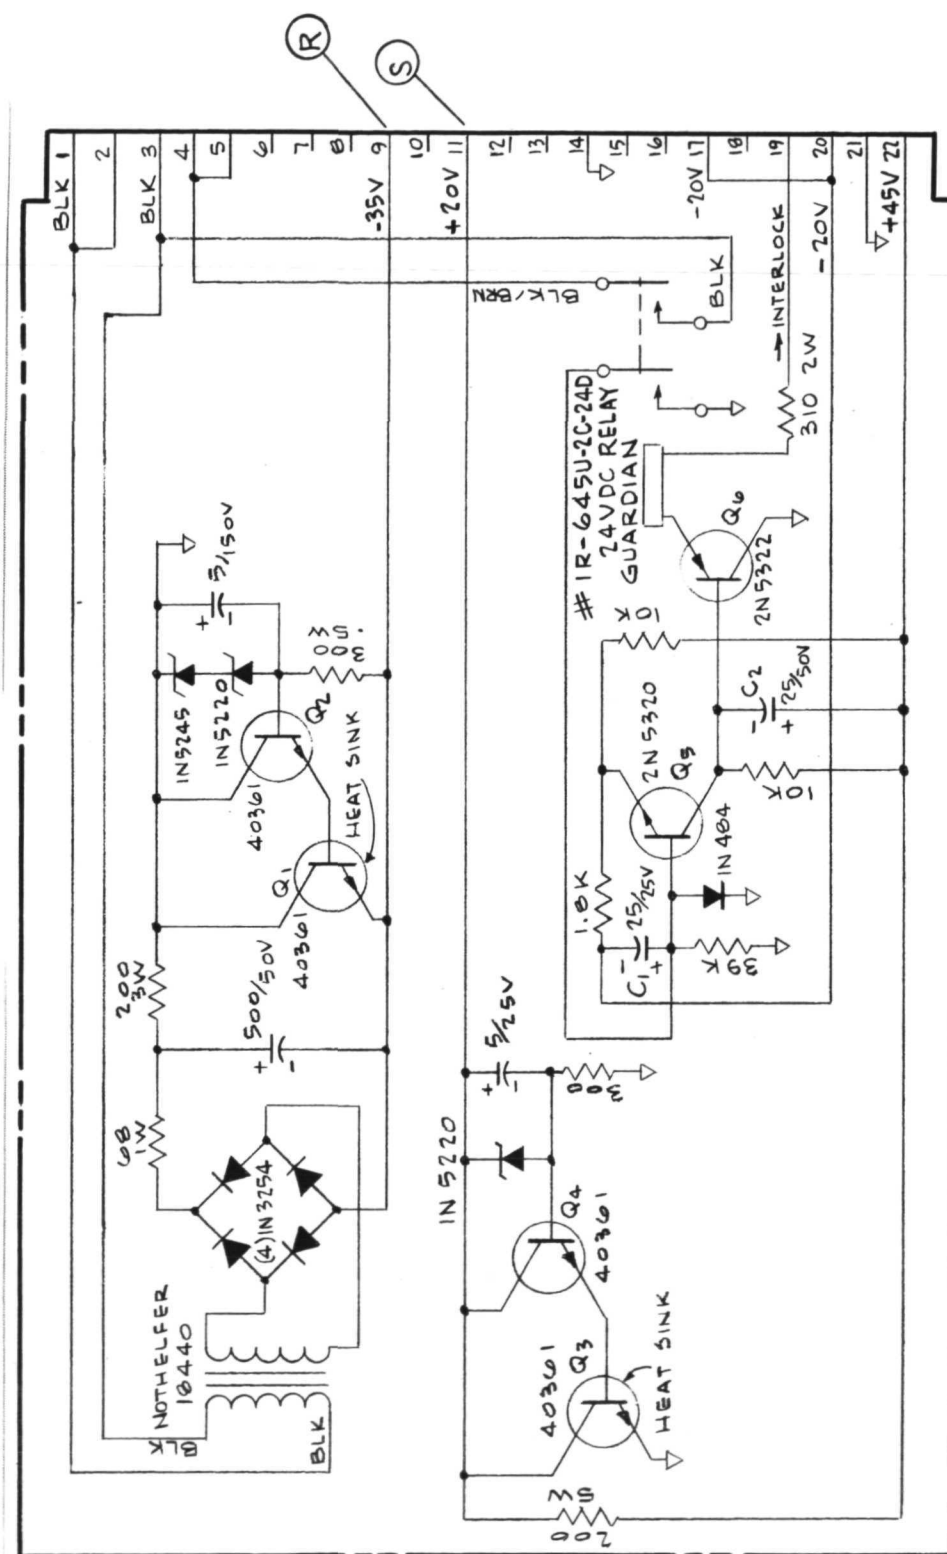 R
S
BLK 1
2
BLK 3
4
5
6
7
8
-35V 9
10
+20V 11
12
13
14
15
16
-20V 17
18
19
-20V 20
21
+45V 22
BLK/BRN
BLK
→ INTERLOCK
310 2W
#1R-645U-2C-24D
24VDC RELAY
GUARDIAN
Q6
2N5322
10K
5/150V
1N5245
1N5220
Q2
40361
HEAT SINK
Q1
40361
200
3W
500/50V
+
-
68
1W
(4)1N3254
NOTHELFER
18440
BLK
BLK
2N5320
Q5
C2
25/50V
10K
1N484
1.8K
C1
25/25V
39K
5/25V
1N5220
Q4
40361
Q3
40361
HEAT SINK